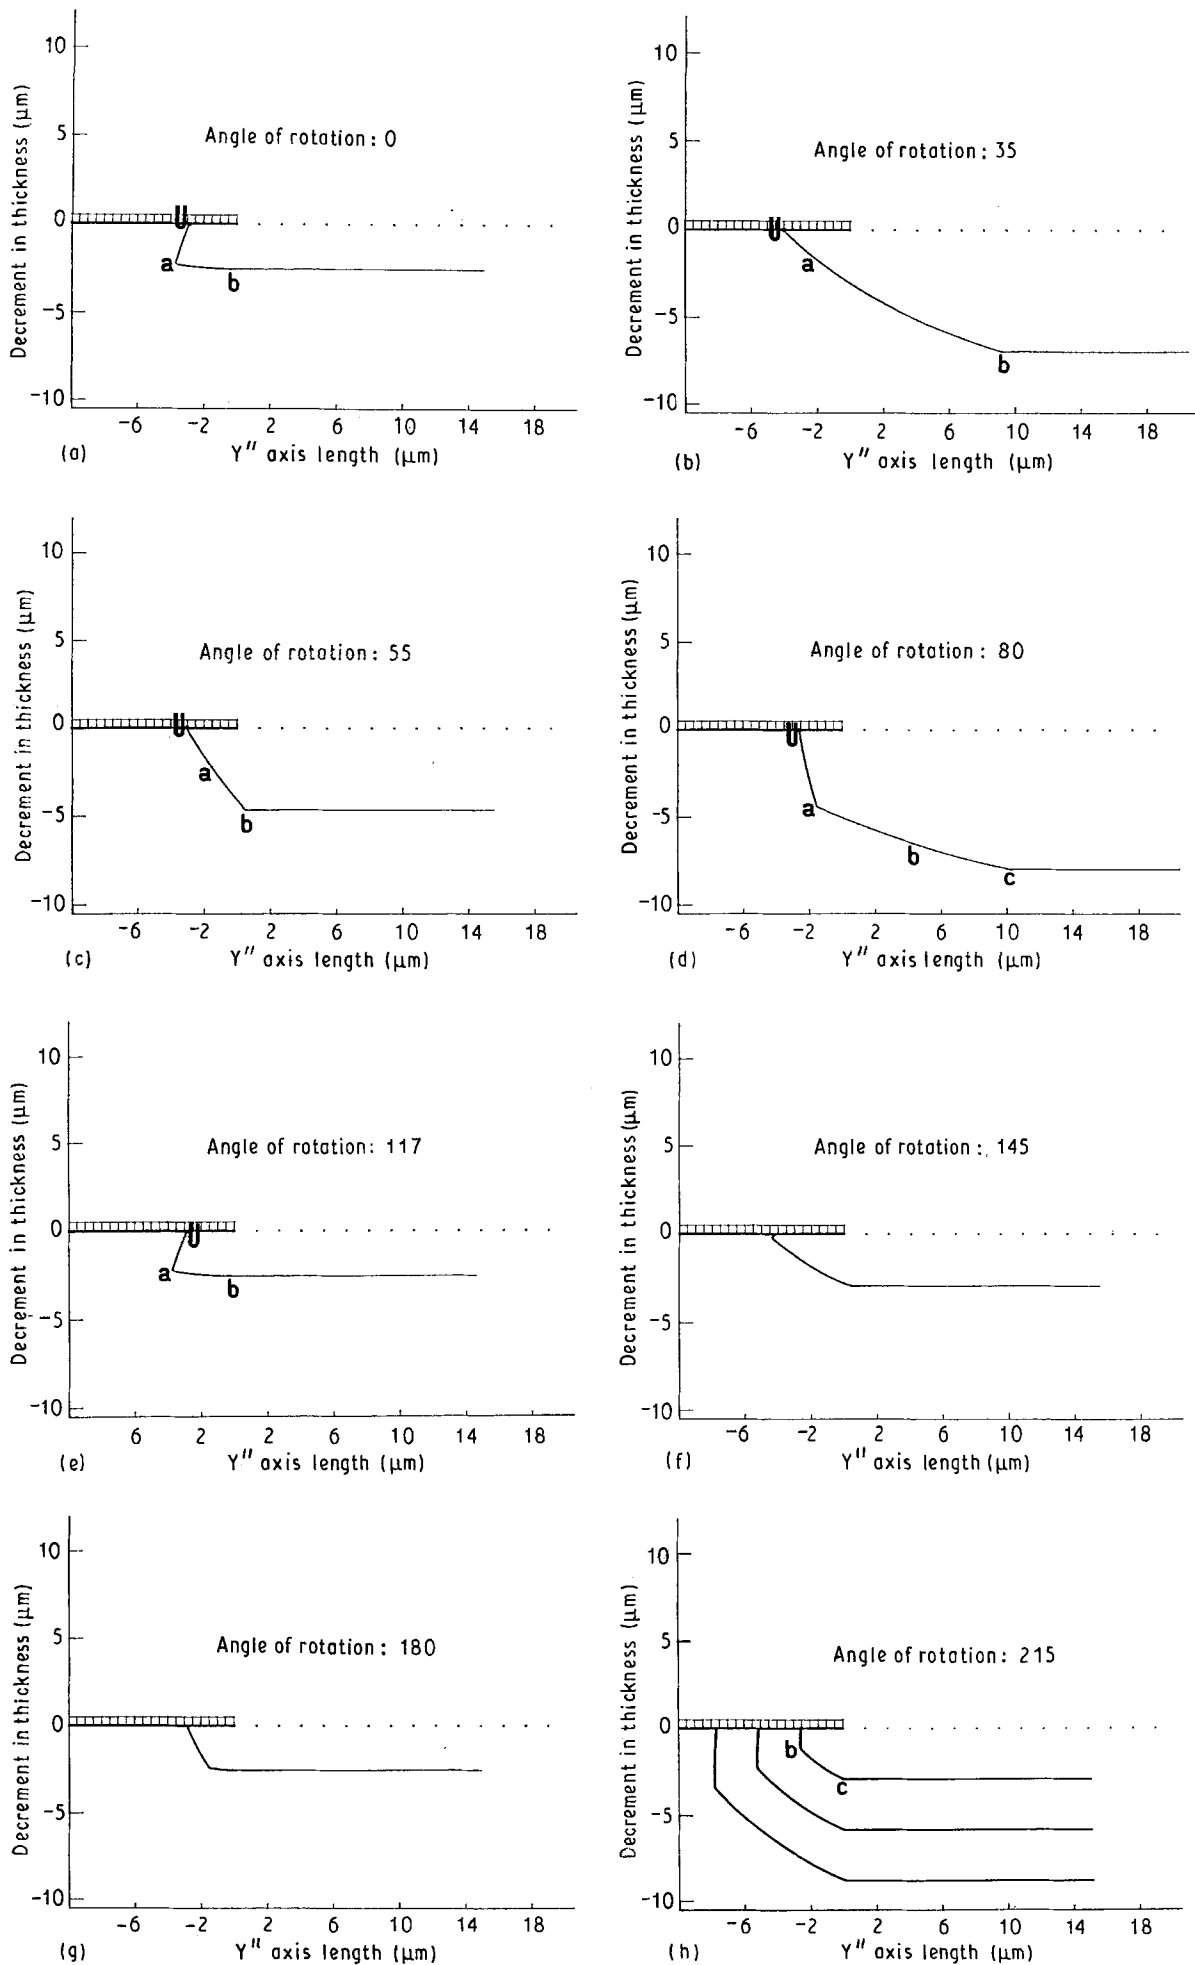 10
5
0
-5
-10
Decrement in thickness (μm)
Angle of rotation: 0
U
a
b
-6 -2 2 6 10 14 18
(a) Y″ axis length (μm)
10
5
0
-5
-10
Decrement in thickness (μm)
Angle of rotation: 35
U
a
b
-6 -2 2 6 10 14 18
(b) Y″ axis length (μm)
10
5
0
-5
-10
Decrement in thickness (μm)
Angle of rotation: 55
U
a
b
-6 -2 2 6 10 14 18
(c) Y″ axis length (μm)
10
5
0
-5
-10
Decrement in thickness (μm)
Angle of rotation: 80
U
a
b
c
-6 -2 2 6 10 14 18
(d) Y″ axis length (μm)
10
5
0
-5
-10
Decrement in thickness (μm)
Angle of rotation: 117
U
a
b
6 2 2 6 10 14 18
(e) Y″ axis length (μm)
10
5
0
-5
-10
Decrement in thickness (μm)
Angle of rotation: 145
-6 -2 2 6 10 14 18
(f) Y″ axis length (μm)
10
5
0
-5
-10
Decrement in thickness (μm)
Angle of rotation: 180
-6 -2 2 6 10 14 18
(g) Y″ axis length (μm)
10
5
0
-5
-10
Decrement in thickness (μm)
Angle of rotation: 215
b
c
-6 -2 2 6 10 14 18
(h) Y″ axis length (μm)